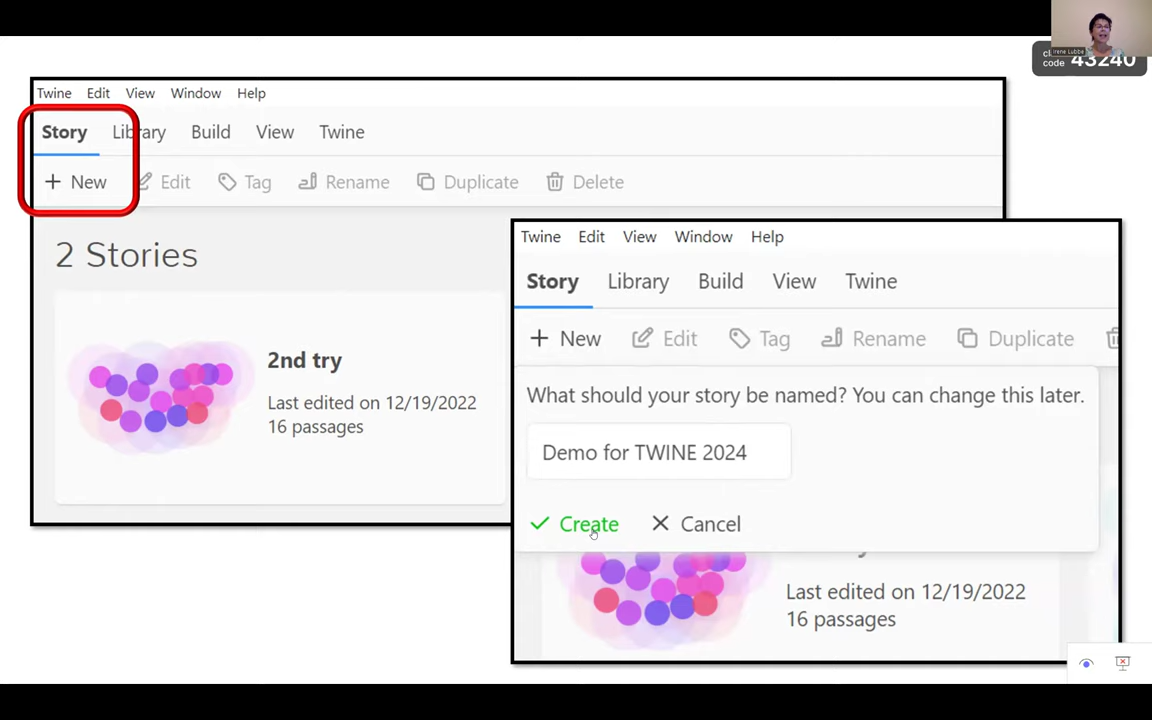 Irene Lubbe
code 43240
Twine Edit View Window Help
Story Library Build View Twine
+ New Edit Tag Rename Duplicate Delete
2 Stories
2nd try
Last edited on 12/19/2022
16 passages
Twine Edit View Window Help
Story Library Build View Twine
+ New Edit Tag Rename Duplicate
What should your story be named? You can change this later.
Demo for TWINE 2024
Create Cancel
Last edited on 12/19/2022
16 passages